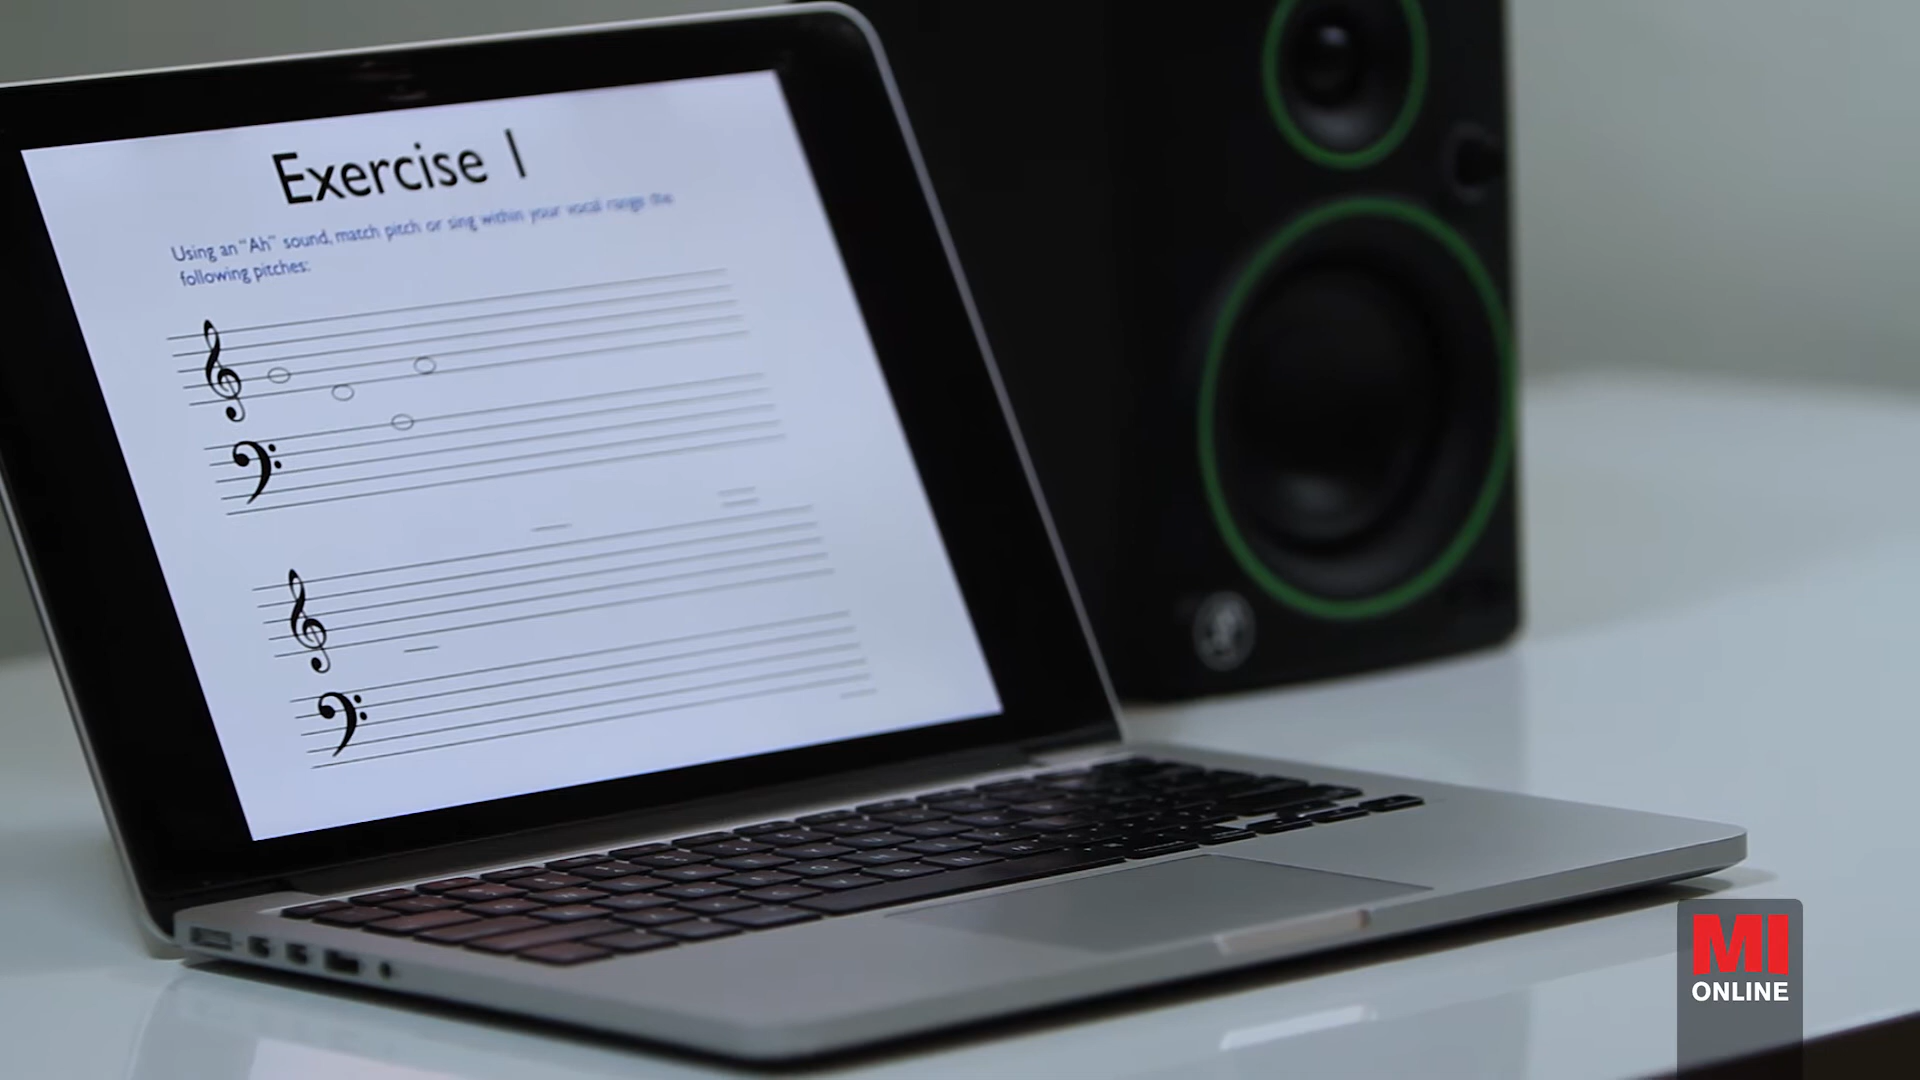 Exercise 1
Using an "Ah" sound, match pitch or sing within your vocal range the
following pitches:
MI
ONLINE